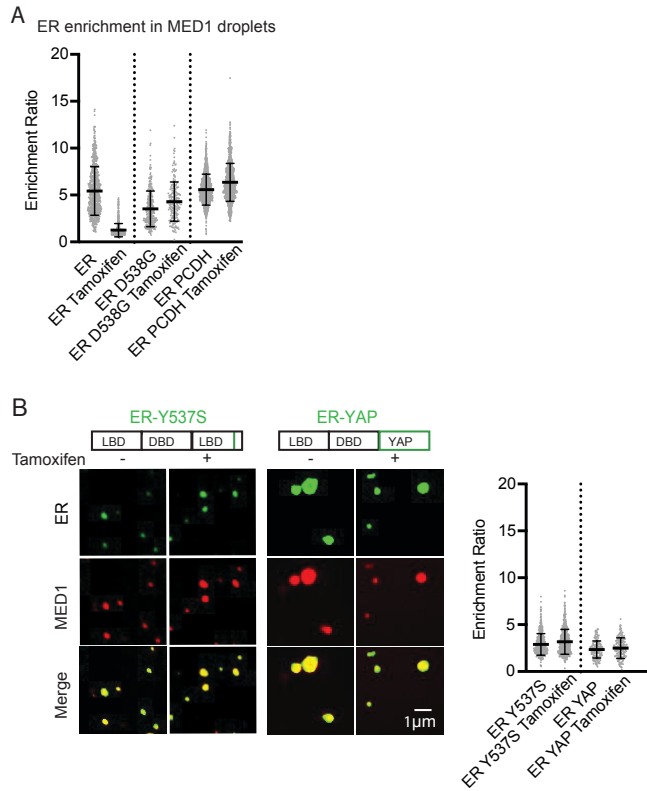 A
ER enrichment in MED1 droplets
Enrichment Ratio
20
15
10
5
0
ER
ER Tamoxifen
ER D538G
ER D538G Tamoxifen
ER PCDH
ER PCDH Tamoxifen
B
ER-Y537S
ER-YAP
LBD DBD LBD
LBD DBD YAP
Tamoxifen - + - +
ER
MED1
Merge
1μm
Enrichment Ratio
20
15
10
5
0
ER Y537S
ER Y537S Tamoxifen
ER YAP
ER YAP Tamoxifen